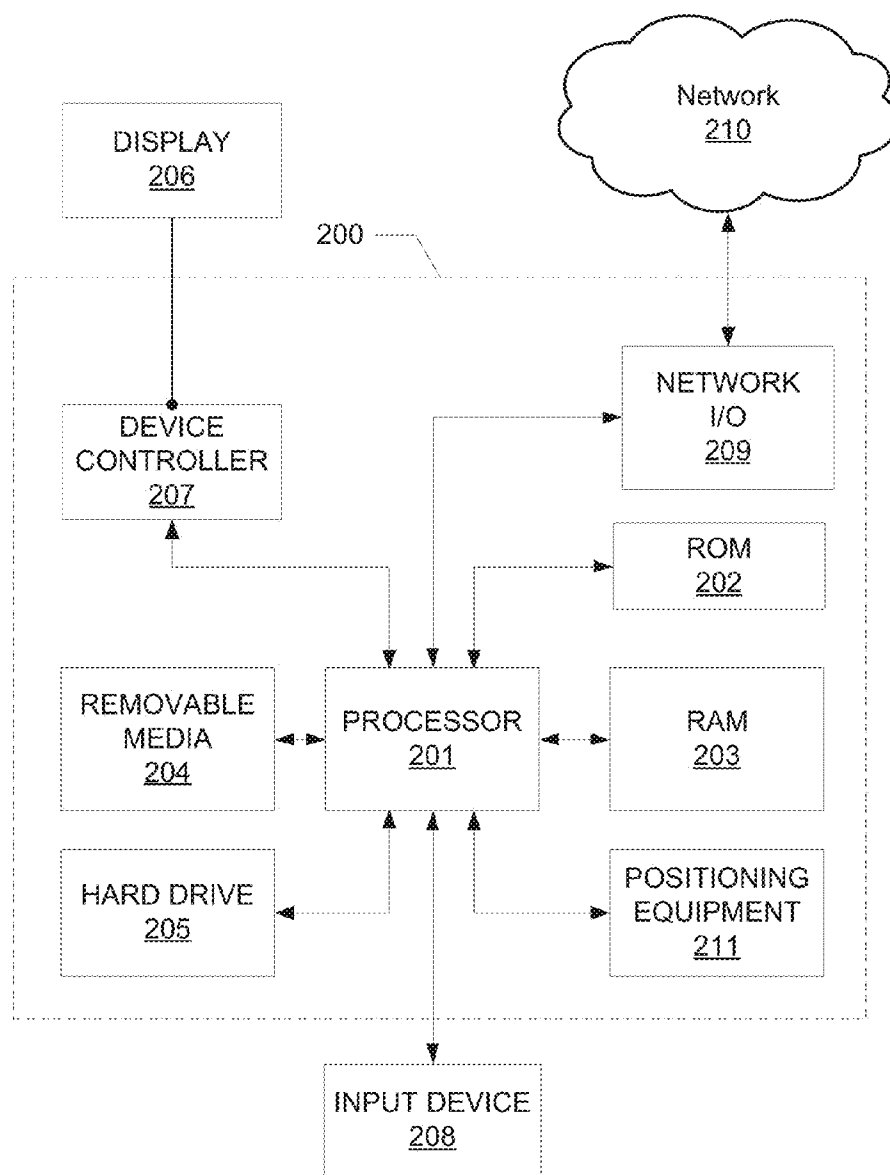 Network
210
DISPLAY
206
200
NETWORK
I/O
209
DEVICE
CONTROLLER
207
ROM
202
REMOVABLE
MEDIA
204
PROCESSOR
201
RAM
203
HARD DRIVE
205
POSITIONING
EQUIPMENT
211
INPUT DEVICE
208